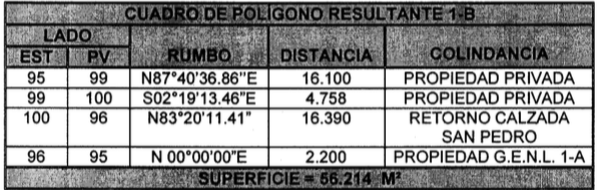 CUADRO DE POLÍGONO RESULTANTE 1-B
LADO
EST PV RUMBO DISTANCIA COLINDANCIA
95 99 N87°40'36.86"E 16.100 PROPIEDAD PRIVADA
99 100 S02°19'13.46"E 4.758 PROPIEDAD PRIVADA
100 96 N83°20'11.41" 16.390 RETORNO CALZADA
SAN PEDRO
96 95 N 00°00'00"E 2.200 PROPIEDAD G.E.N.L. 1-A
SUPERFICIE = 56.214 M²